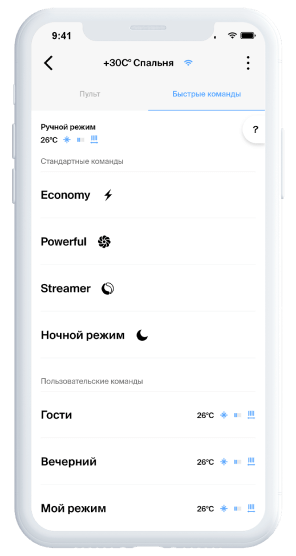 9:41
+30C° Спальня
Пульт
Быстрые команды
Ручной режим
26°C
?
Стандартные команды
Economy
Powerful
Streamer
Ночной режим
Пользовательские команды
Гости 26°C
Вечерний 26°C
Мой режим 26°C